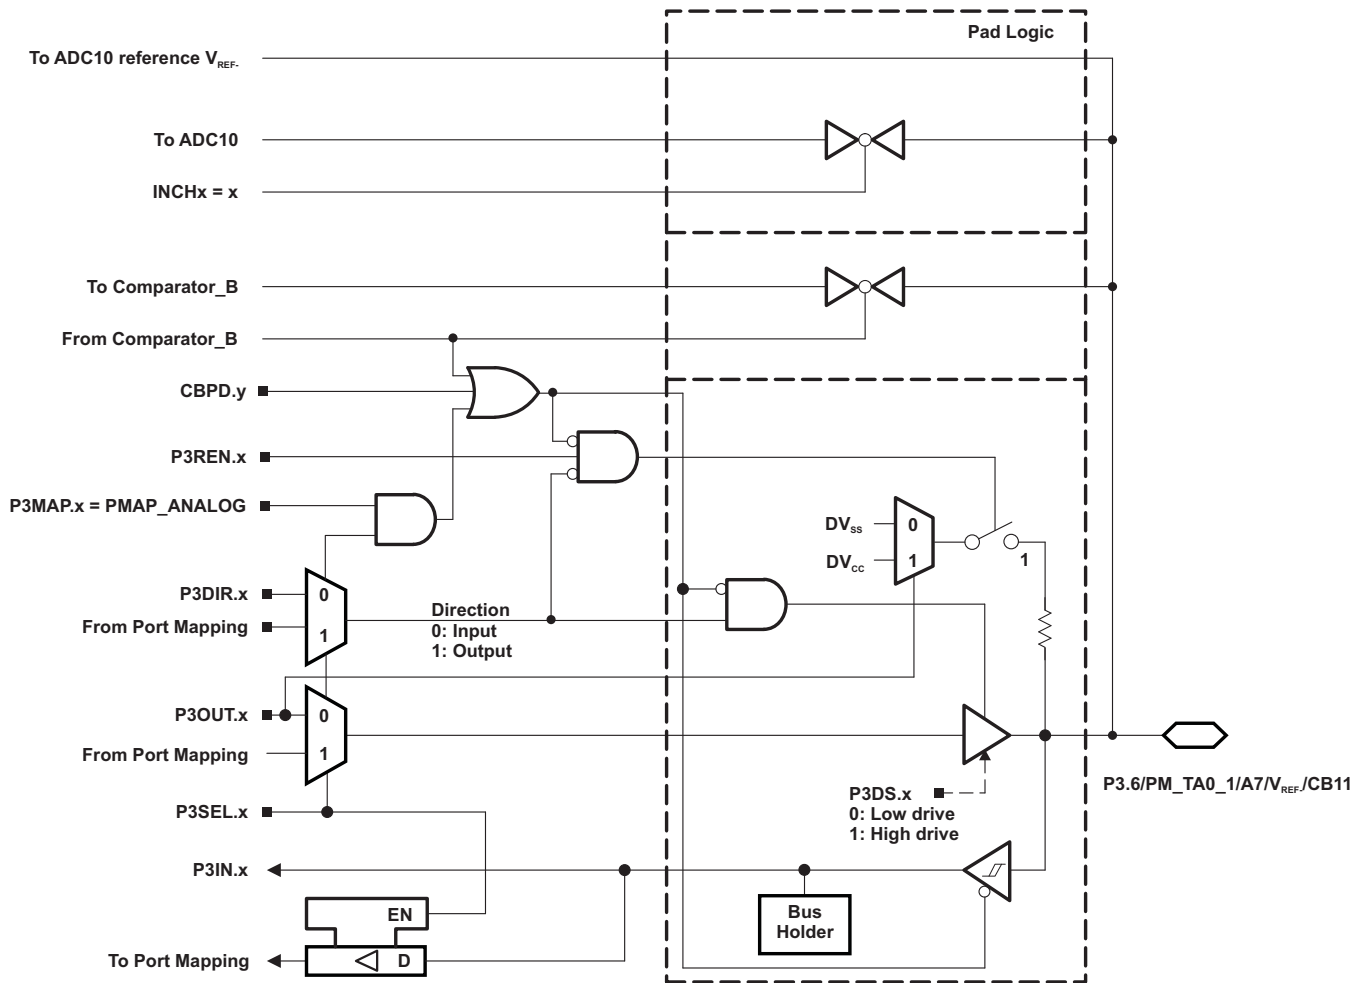 Pad Logic
To ADC10 reference VREF-
To ADC10
INCHx = x
To Comparator_B
From Comparator_B
CBPD.y
P3REN.x
P3MAP.x = PMAP_ANALOG
DVSS
0
DVCC
1
1
P3DIR.x
0
From Port Mapping
1
Direction
0: Input
1: Output
P3OUT.x
0
From Port Mapping
1
P3.6/PM_TA0_1/A7/VREF-/CB11
P3DS.x
0: Low drive
1: High drive
P3SEL.x
P3IN.x
EN
Bus
Holder
To Port Mapping
D